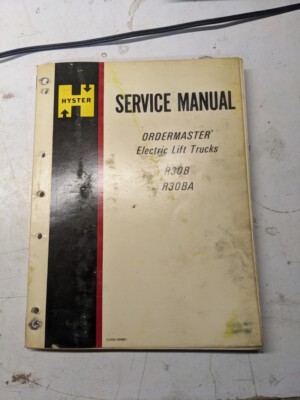 HYSTER
SERVICE MANUAL
ORDERMASTER'
Electric Lift Trucks
R30B
R30BA